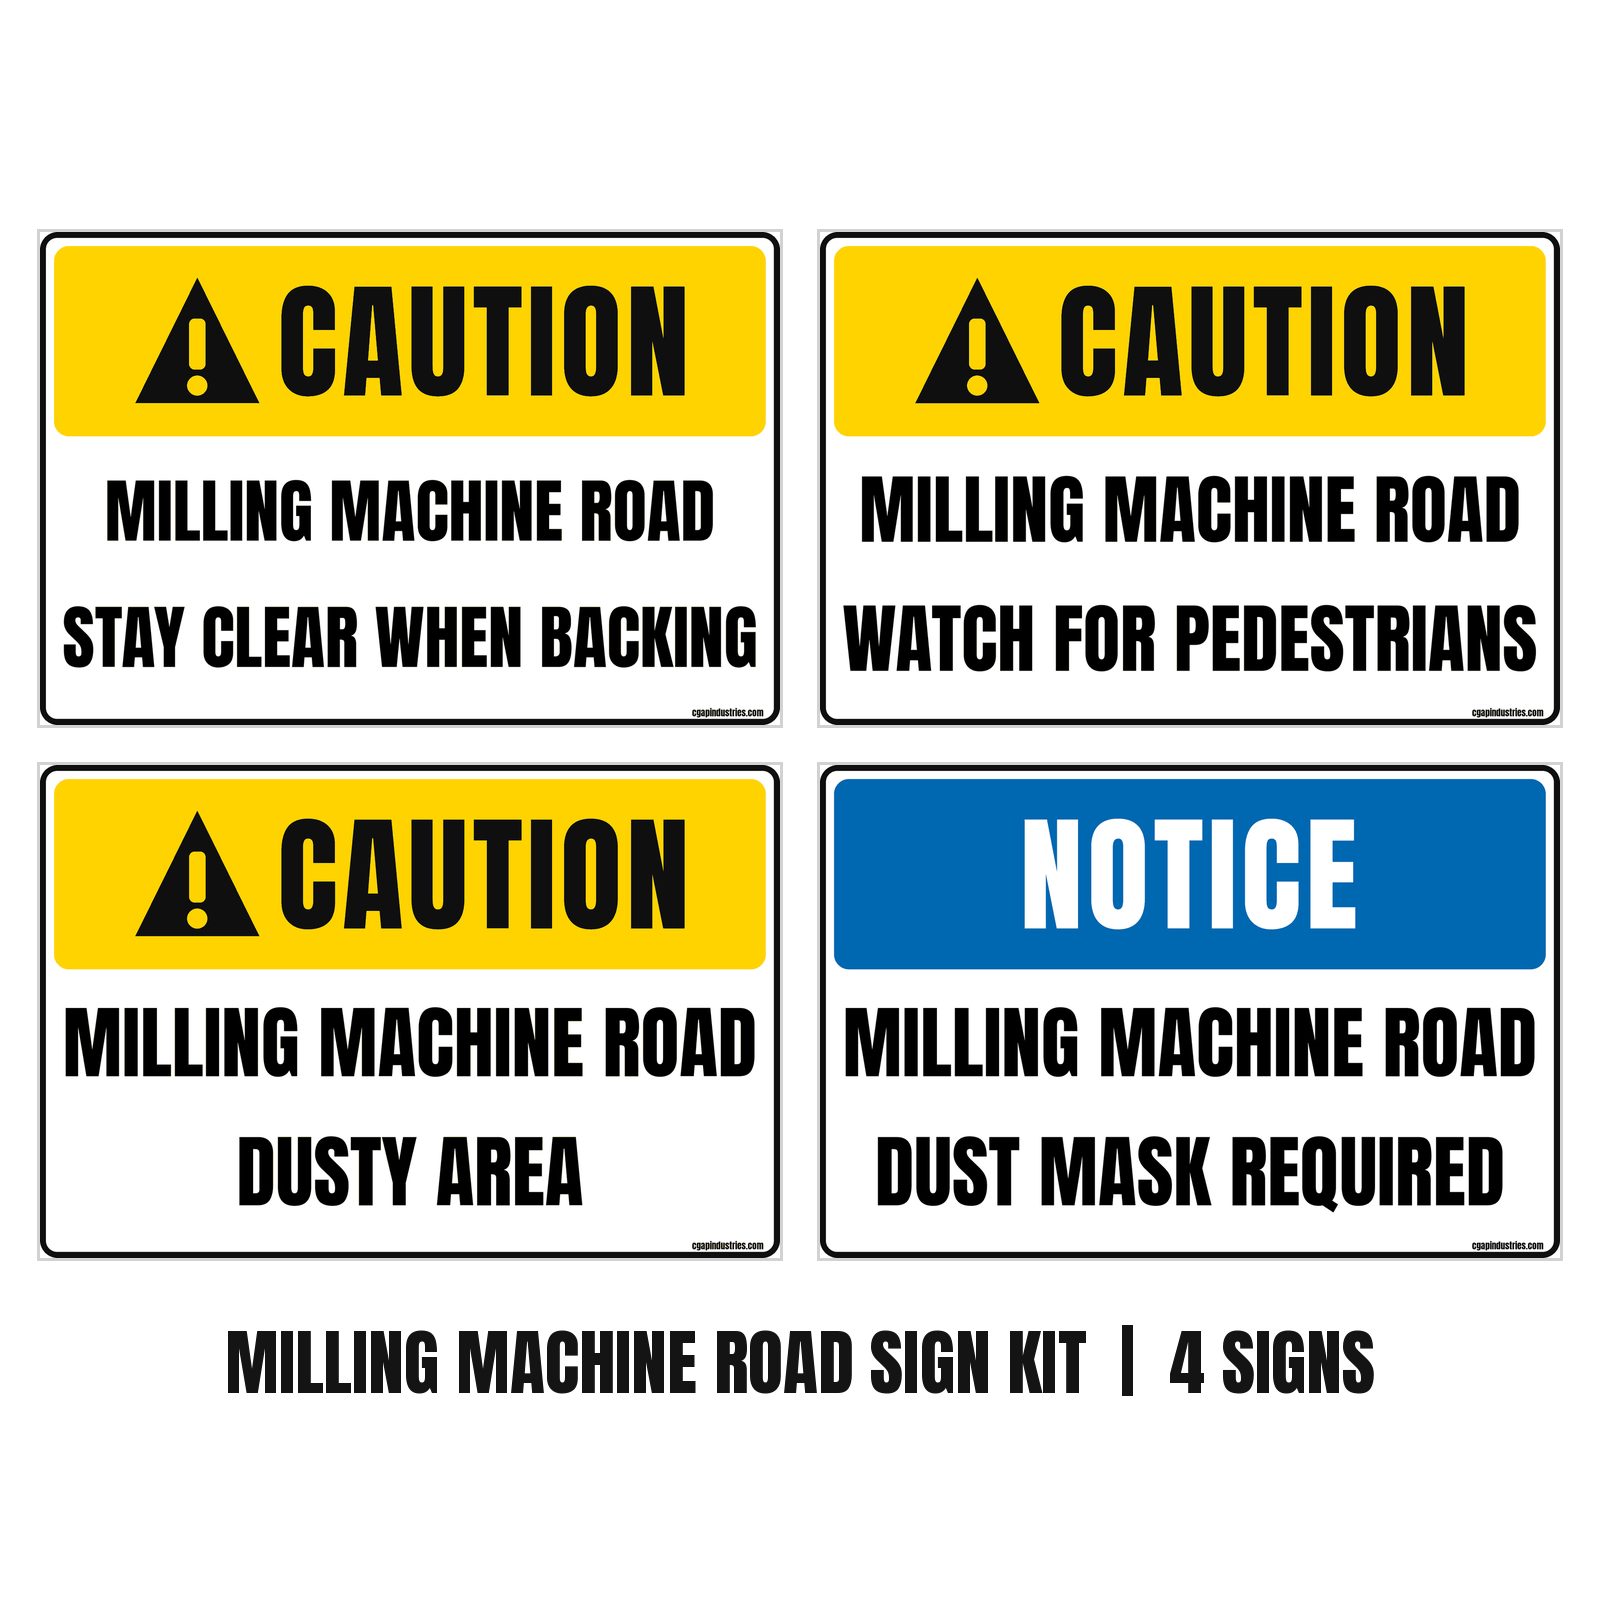 CAUTION
MILLING MACHINE ROAD
STAY CLEAR WHEN BACKING
cgapindustries.com
CAUTION
MILLING MACHINE ROAD
WATCH FOR PEDESTRIANS
cgapindustries.com
CAUTION
MILLING MACHINE ROAD
DUSTY AREA
cgapindustries.com
NOTICE
MILLING MACHINE ROAD
DUST MASK REQUIRED
cgapindustries.com
MILLING MACHINE ROAD SIGN KIT | 4 SIGNS